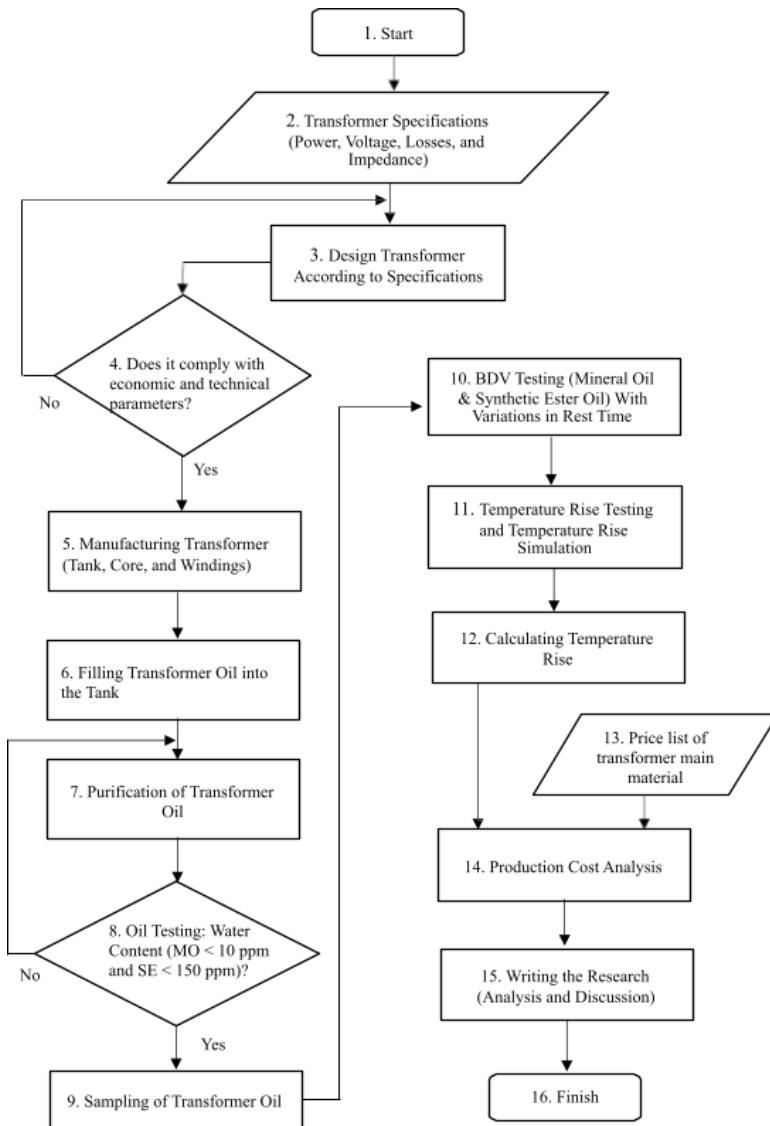 1. Start
2. Transformer Specifications
(Power, Voltage, Losses, and
Impedance)
3. Design Transformer
According to Specifications
4. Does it comply with
economic and technical
parameters?
No
Yes
5. Manufacturing Transformer
(Tank, Core, and Windings)
6. Filling Transformer Oil into
the Tank
7. Purification of Transformer
Oil
8. Oil Testing: Water
Content (MO < 10 ppm
and SE < 150 ppm)?
No
Yes
9. Sampling of Transformer Oil
10. BDV Testing (Mineral Oil
& Synthetic Ester Oil) With
Variations in Rest Time
11. Temperature Rise Testing
and Temperature Rise
Simulation
12. Calculating Temperature
Rise
13. Price list of
transformer main
material
14. Production Cost Analysis
15. Writing the Research
(Analysis and Discussion)
16. Finish